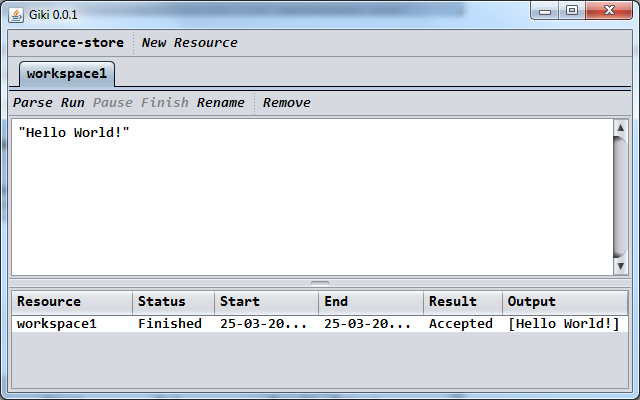 Giki 0.0.1
resource-store New Resource
workspace1
Parse Run Pause Finish Rename Remove
"Hello World!"
Resource Status Start End Result Output
workspace1 Finished 25-03-20... 25-03-20... Accepted [Hello World!]